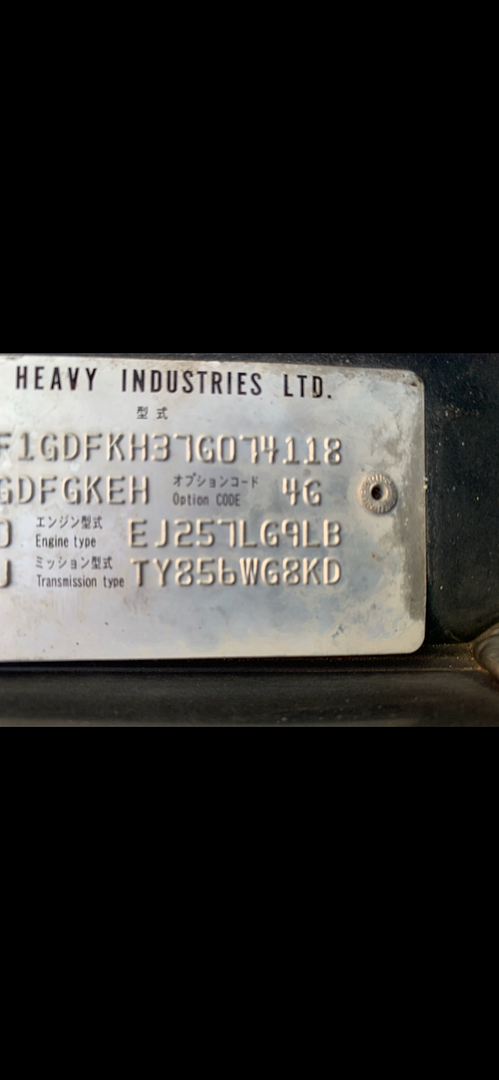 HEAVY INDUSTRIES LTD.
型式
F1GDFKH37G074118
GDFGKEH オプションコード 4G
Option CODE
エンジン型式 EJ257LG9LB
Engine type
ミッション型式 TY856WG8KD
Transmission type